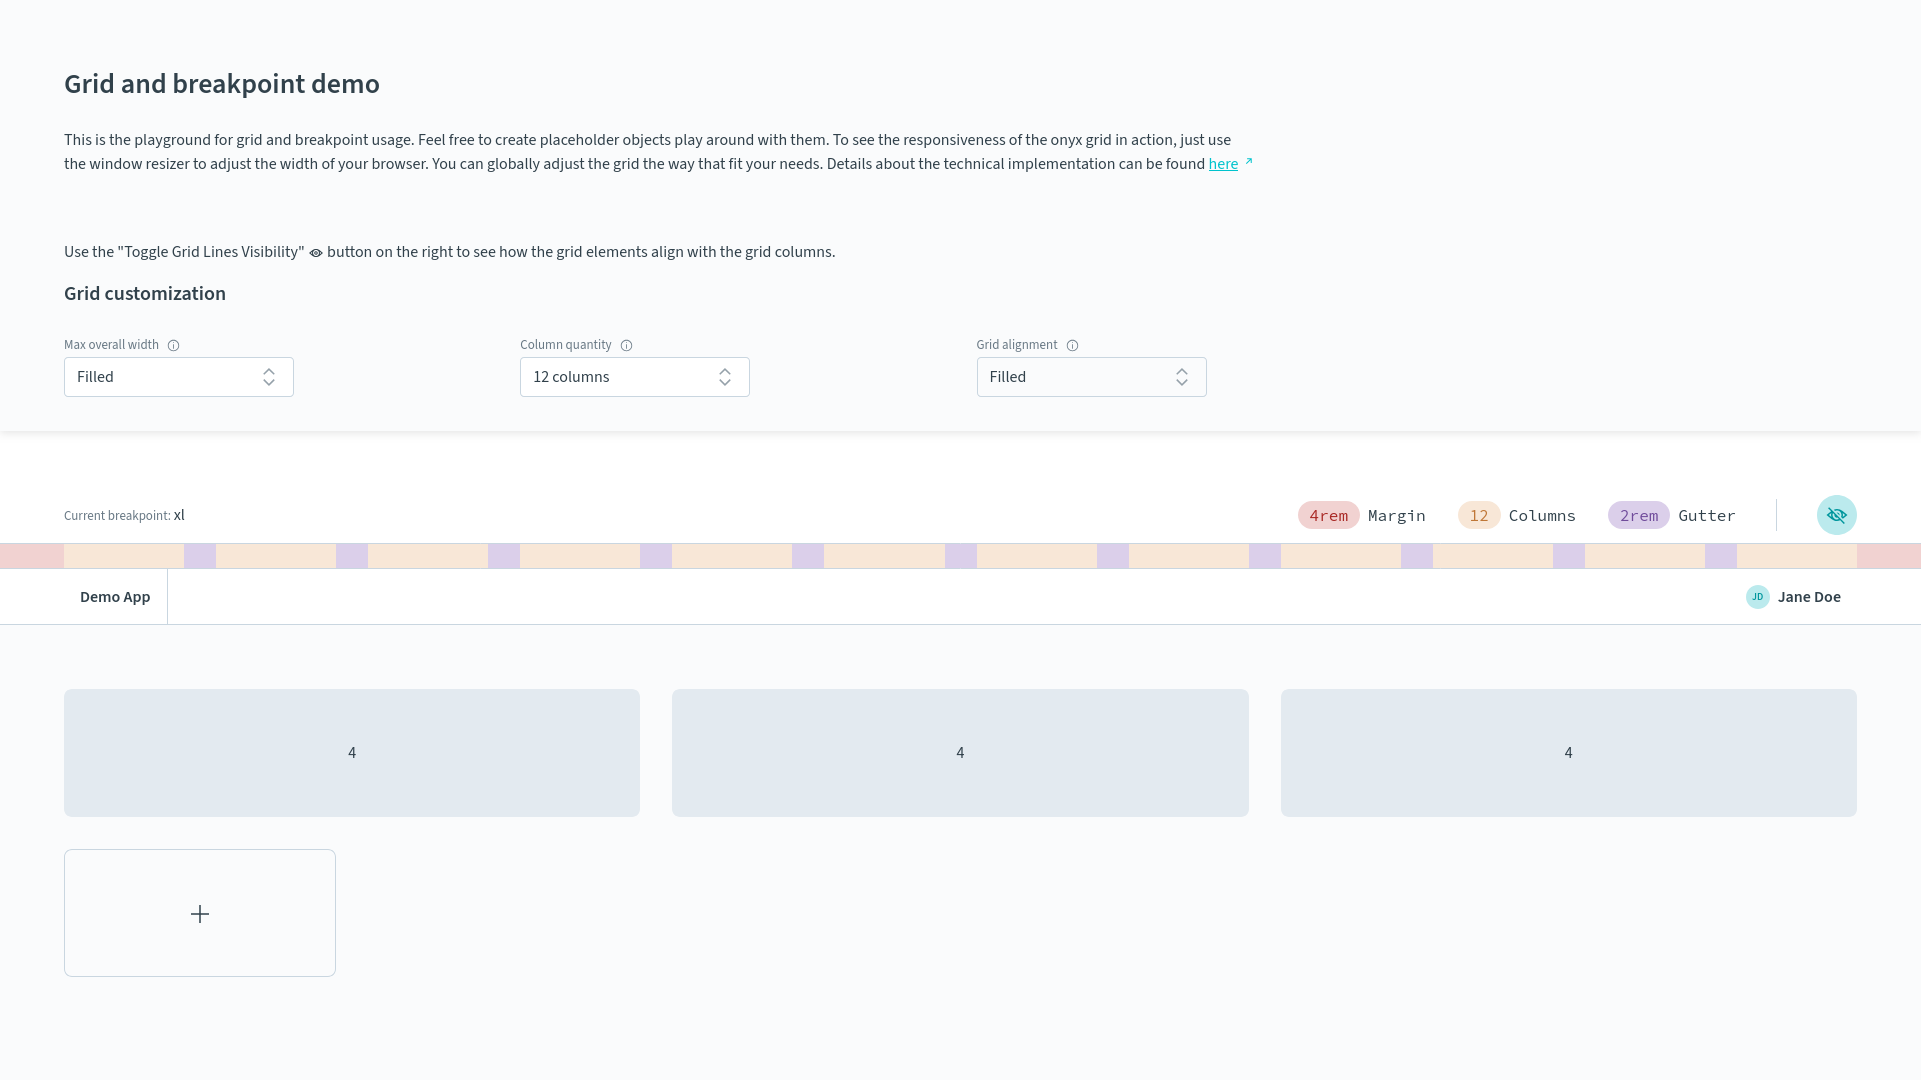 Grid and breakpoint demo
This is the playground for grid and breakpoint usage. Feel free to create placeholder objects play around with them. To see the responsiveness of the onyx grid in action, just use
the window resizer to adjust the width of your browser. You can globally adjust the grid the way that fit your needs. Details about the technical implementation can be found here
Use the "Toggle Grid Lines Visibility" button on the right to see how the grid elements align with the grid columns.
Grid customization
Max overall width Column quantity Grid alignment
Filled 12 columns Filled
Current breakpoint: xl 4rem Margin 12 Columns 2rem Gutter
Demo App JD Jane Doe
4 4 4